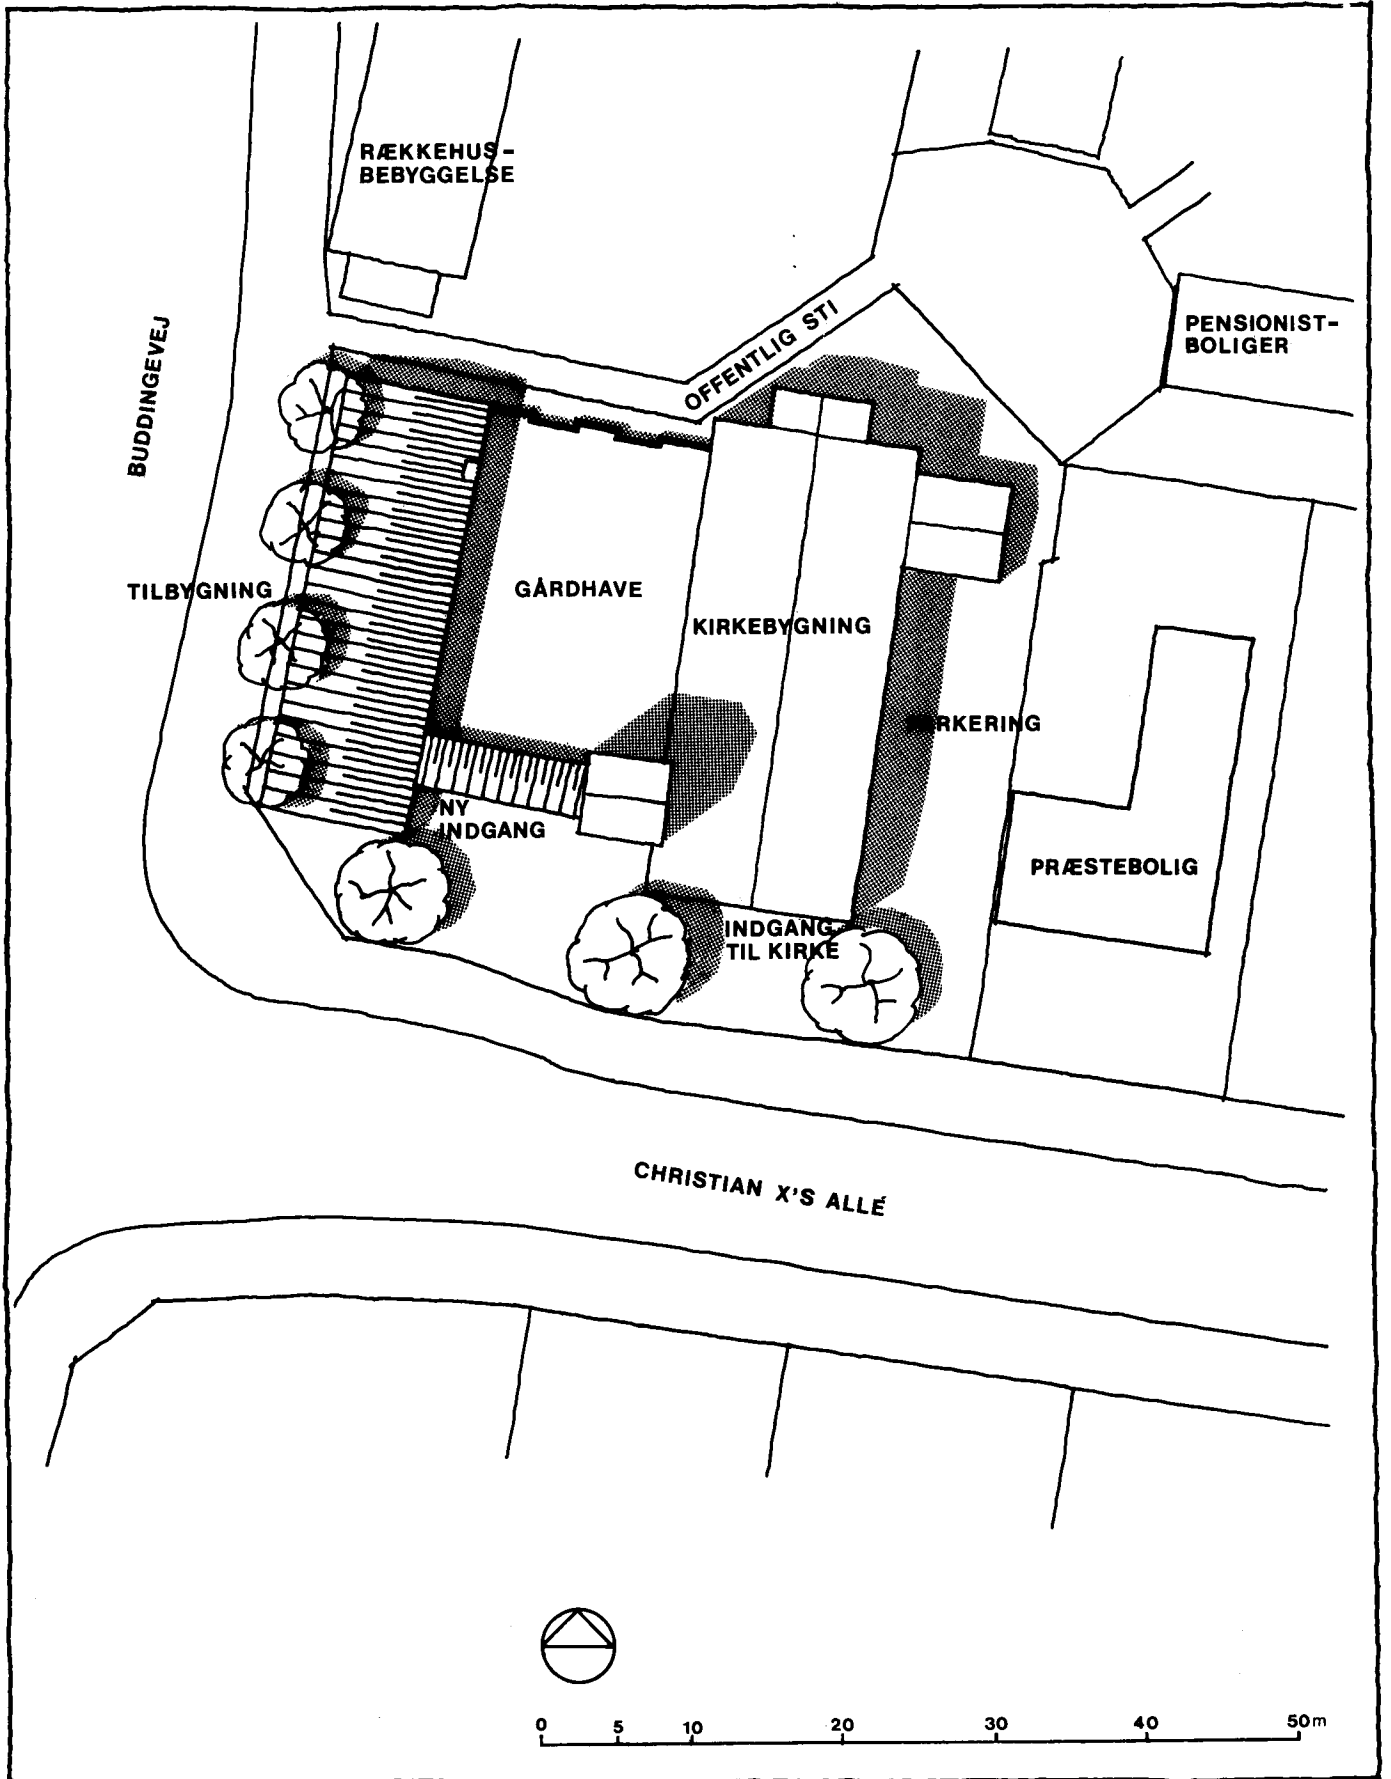 RÆKKEHUS-
BEBYGGELSE
OFFENTLIG STI
PENSIONIST-
BOLIGER
BUDDINGEVEJ
TILBYGNING
GÅRDHAVE
KIRKEBYGNING
NY
INDGANG
PRÆSTEBOLIG
INDGANG
TIL KIRKE
CHRISTIAN X'S ALLÉ
0 5 10 20 30 40 50m